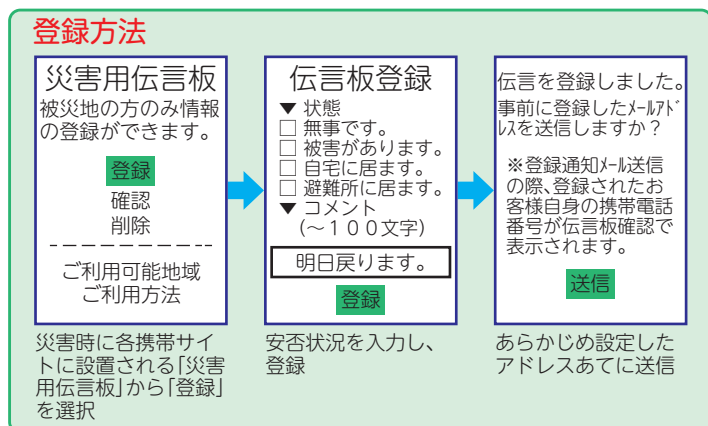 登録方法
災害用伝言板
被災地の方のみ情報
の登録ができます。
登録
確認
削除
ご利用可能地域
ご利用方法
災害時に各携帯サイ
トに設置される「災害
用伝言板」から「登録」
を選択
伝言板登録
▼ 状態
□ 無事です。
□ 被害があります。
□ 自宅に居ます。
□ 避難所に居ます。
▼ コメント
(～１００文字)
明日戻ります。
登録
安否状況を入力し、
登録
伝言を登録しました。
事前に登録したﾒｰﾙｱﾄﾞ
ﾚｽを送信しますか？
※登録通知ﾒｰﾙ送信
の際、登録されたお
客様自身の携帯電話
番号が伝言板確認で
表示されます。
送信
あらかじめ設定した
アドレスあてに送信